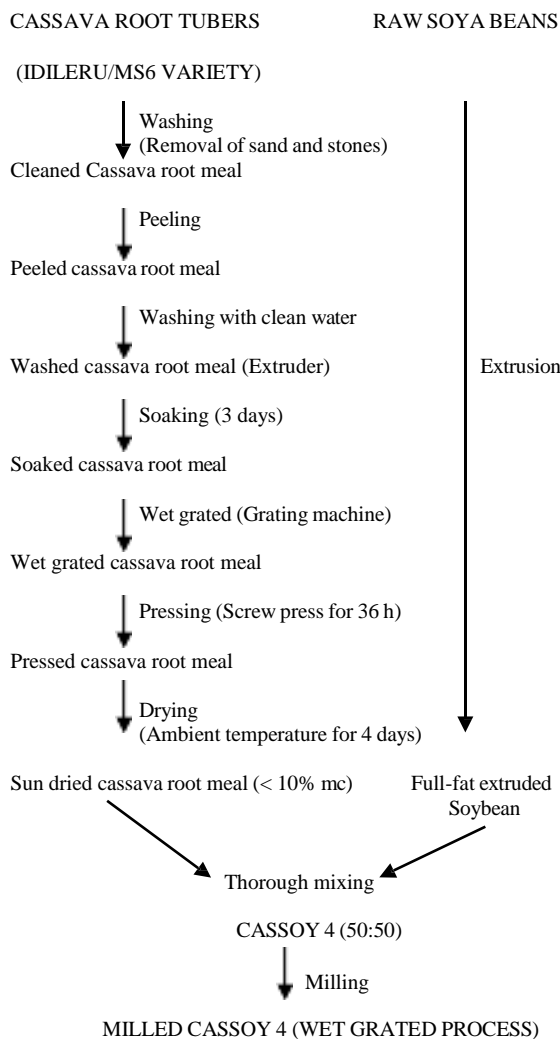 CASSAVA ROOT TUBERS
RAW SOYA BEANS
(IDILERU/MS6 VARIETY)
Washing
(Removal of sand and stones)
Cleaned Cassava root meal
Peeling
Peeled cassava root meal
Washing with clean water
Washed cassava root meal (Extruder)
Extrusion
Soaking (3 days)
Soaked cassava root meal
Wet grated (Grating machine)
Wet grated cassava root meal
Pressing (Screw press for 36 h)
Pressed cassava root meal
Drying
(Ambient temperature for 4 days)
Sun dried cassava root meal (< 10% mc)
Full-fat extruded
Soybean
Thorough mixing
CASSOY 4 (50:50)
Milling
MILLED CASSOY 4 (WET GRATED PROCESS)